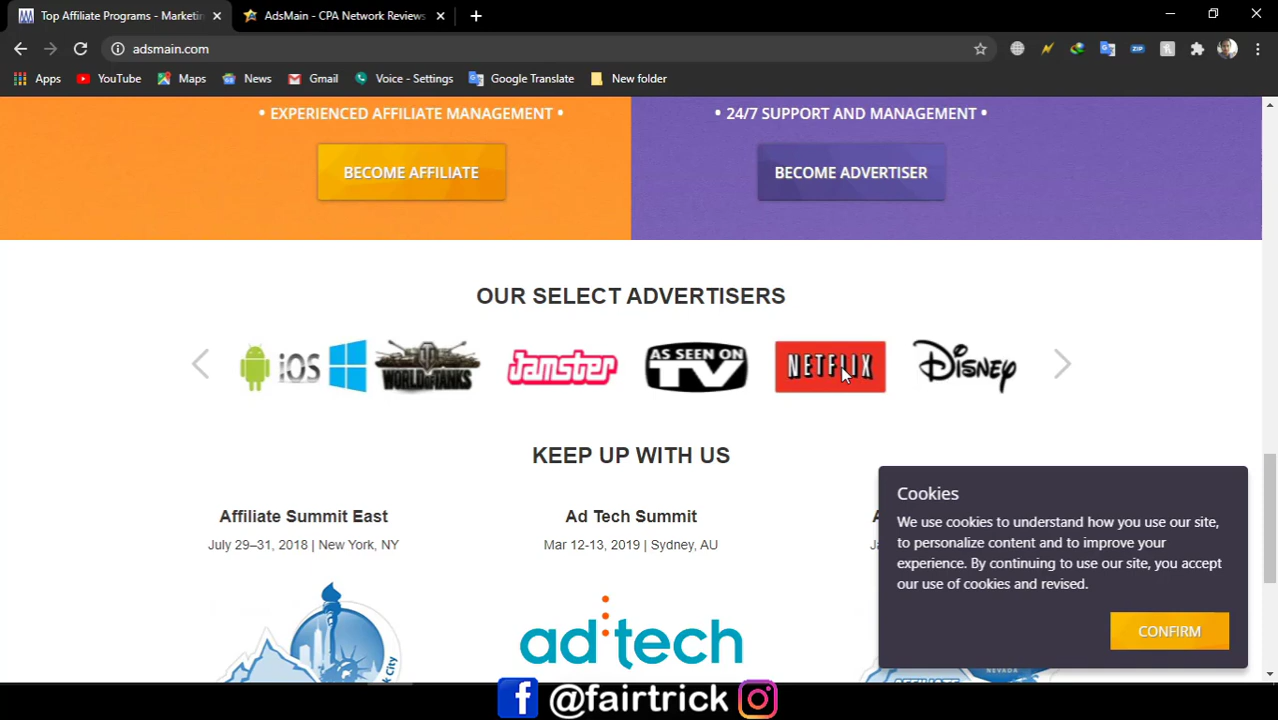 Top Affiliate Programs - Marketin
AdsMain - CPA Network Reviews
adsmain.com
Apps
YouTube
Maps
News
Gmail
Voice - Settings
Google Translate
New folder
ZIP
• EXPERIENCED AFFILIATE MANAGEMENT •
• 24/7 SUPPORT AND MANAGEMENT •
BECOME AFFILIATE
BECOME ADVERTISER
OUR SELECT ADVERTISERS
iOS
WORLD OF TANKS
Jamster
AS SEEN ON
TV
NETFLIX
DISNEY
KEEP UP WITH US
Affiliate Summit East
July 29–31, 2018 | New York, NY
Ad Tech Summit
Mar 12-13, 2019 | Sydney, AU
ad:tech
Cookies
We use cookies to understand how you use our site,
to personalize content and to improve your
experience. By continuing to use our site, you accept
our use of cookies and revised.
CONFIRM
@fairtrick